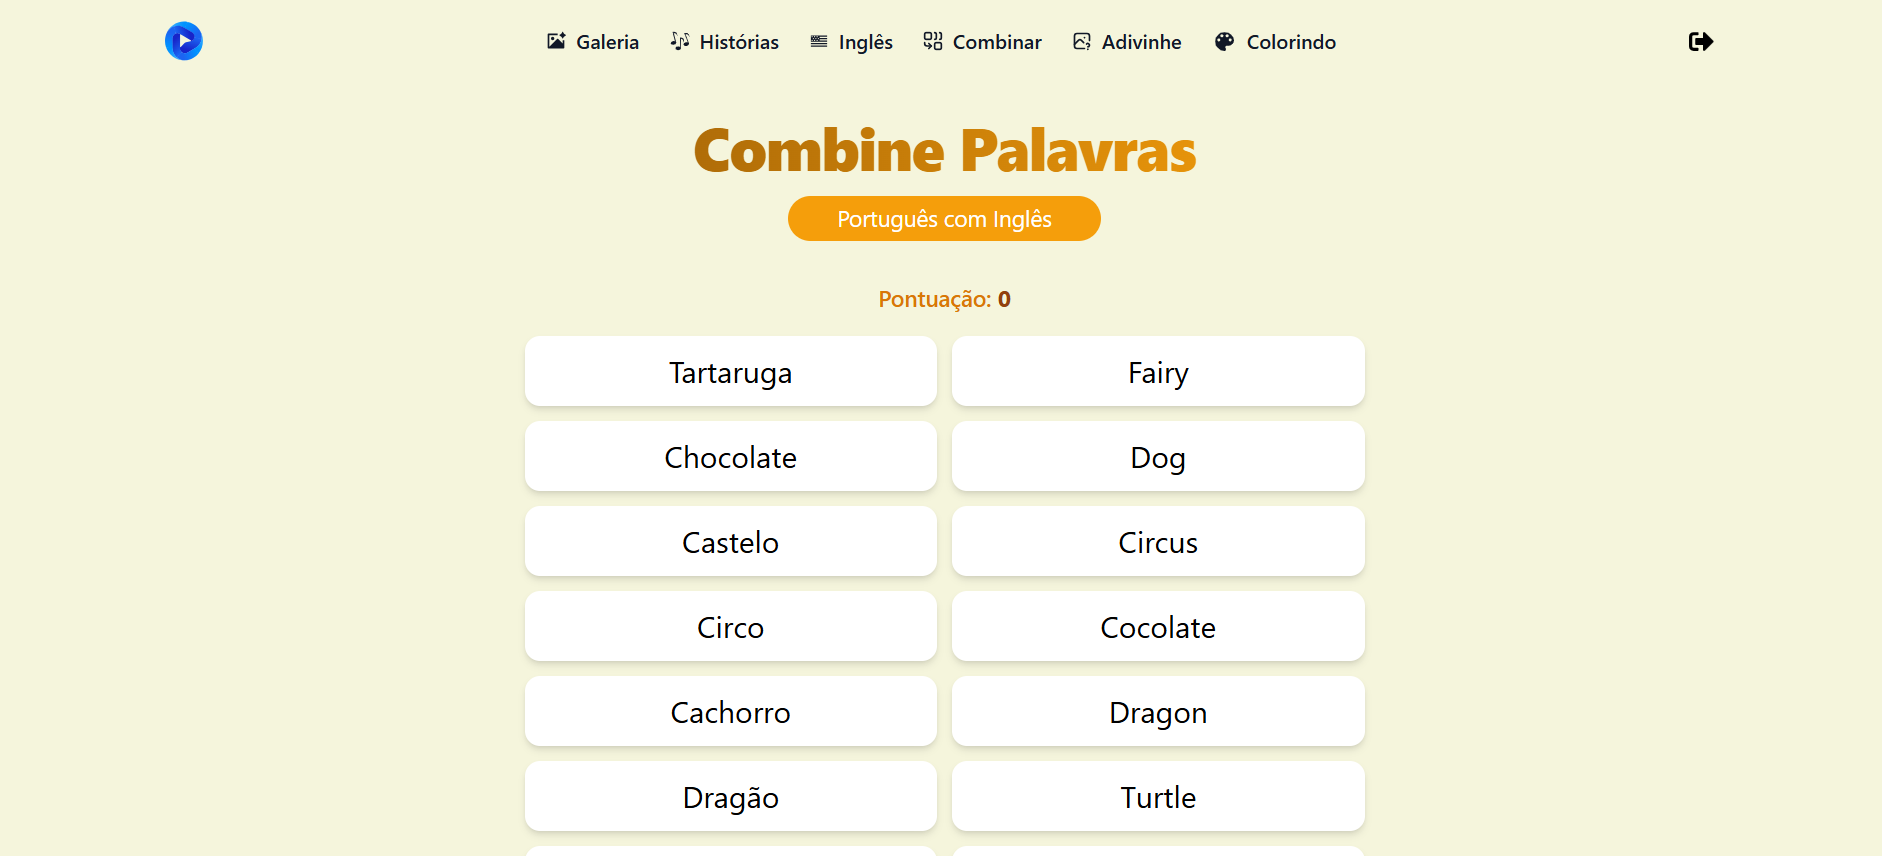 Galeria Histórias Inglês Combinar Adivinhe Colorindo
Combine Palavras
Português com Inglês
Pontuação: 0
Tartaruga Fairy
Chocolate Dog
Castelo Circus
Circo Cocolate
Cachorro Dragon
Dragão Turtle